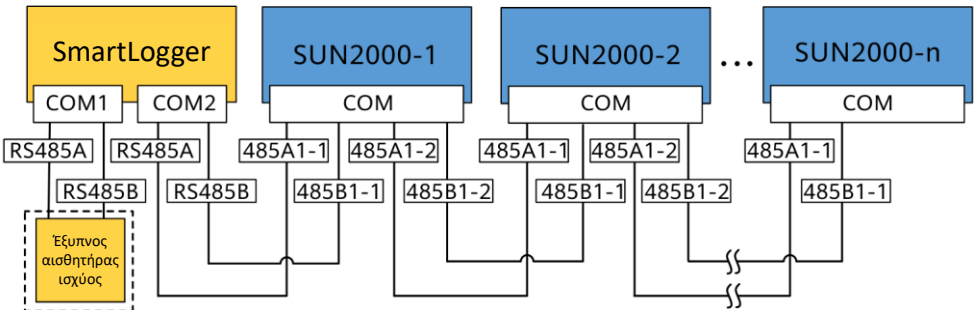 SmartLogger
SUN2000-1
SUN2000-2
...
SUN2000-n
COM1
COM2
COM
COM
COM
RS485A
RS485A
485A1-1
485A1-2
485A1-1
485A1-2
485A1-1
RS485B
RS485B
485B1-1
485B1-2
485B1-1
485B1-2
485B1-1
Έξυπνος
αισθητήρας
ισχύος